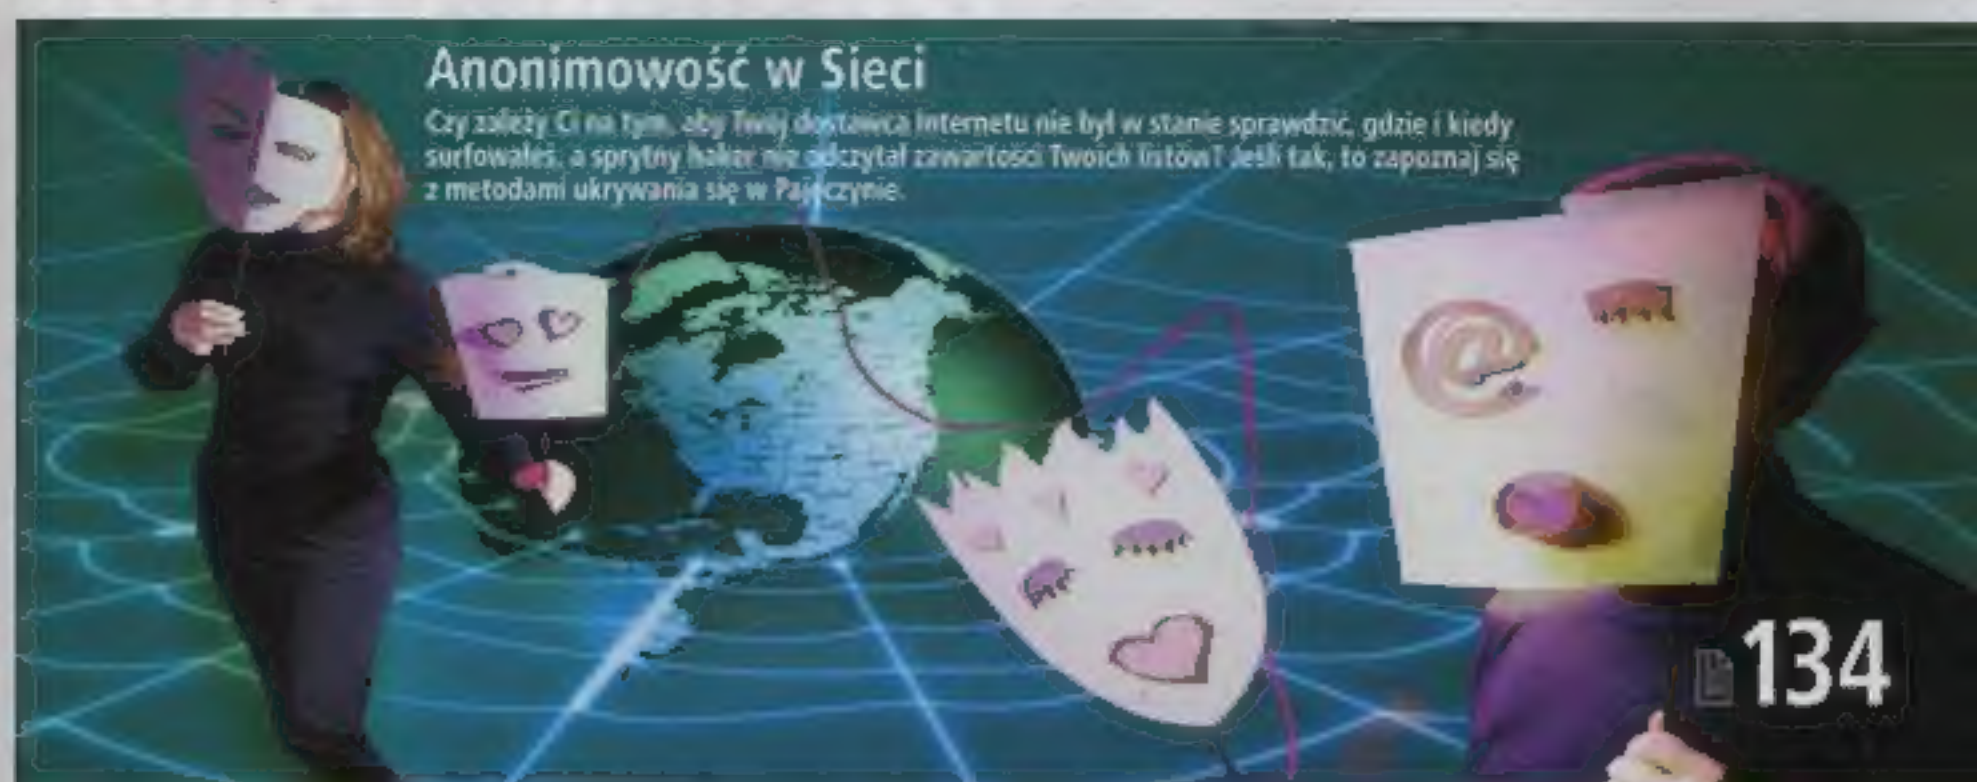 Anonimowość w Sieci
Czy zależy Ci na tym, aby Twój dostawca Internetu nie był w stanie sprawdzić, gdzie i kiedy
surfowałeś, a sprytny haker nie odczytał zawartości Twoich listów? Jeśli tak, to zapoznaj się
z metodami ukrywania się w Pajęczynie.
134